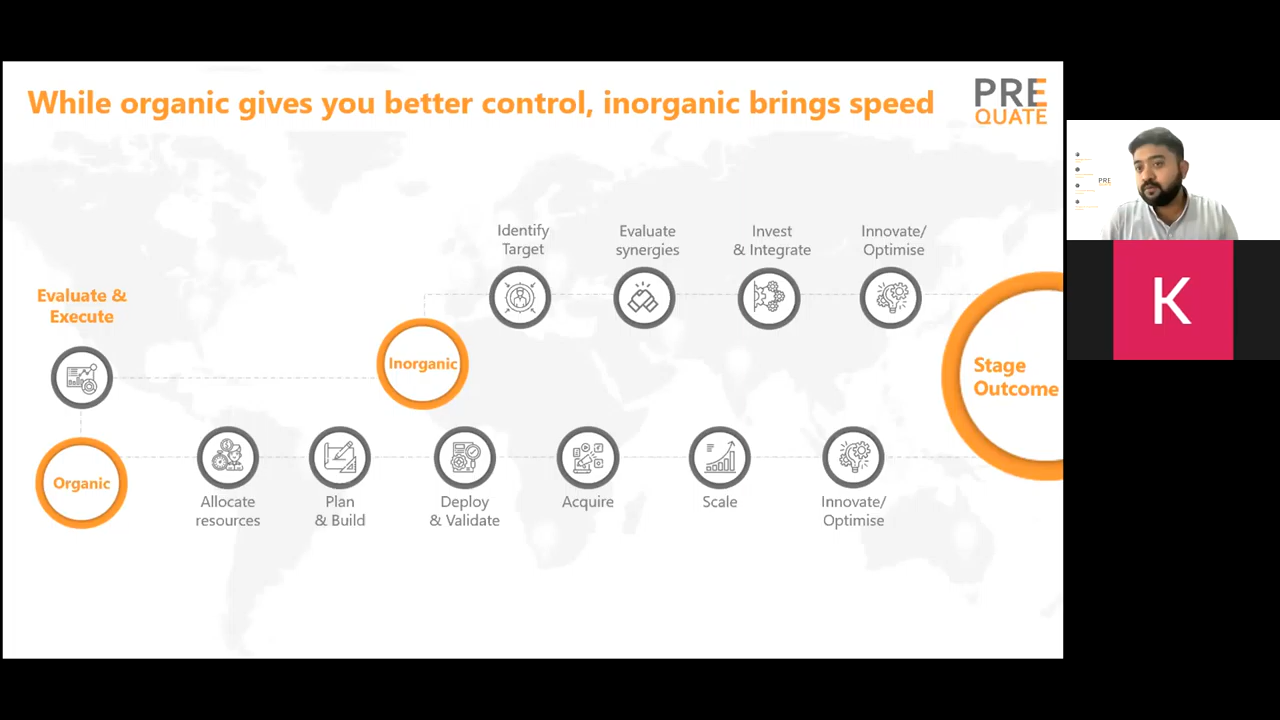 While organic gives you better control, inorganic brings speed
PRE
QUATE
Identify
Target
Evaluate
synergies
Invest
& Integrate
Innovate/
Optimise
Evaluate &
Execute
Inorganic
Stage
Outcome
Organic
Allocate
resources
Plan
& Build
Deploy
& Validate
Acquire
Scale
Innovate/
Optimise
PRE
K